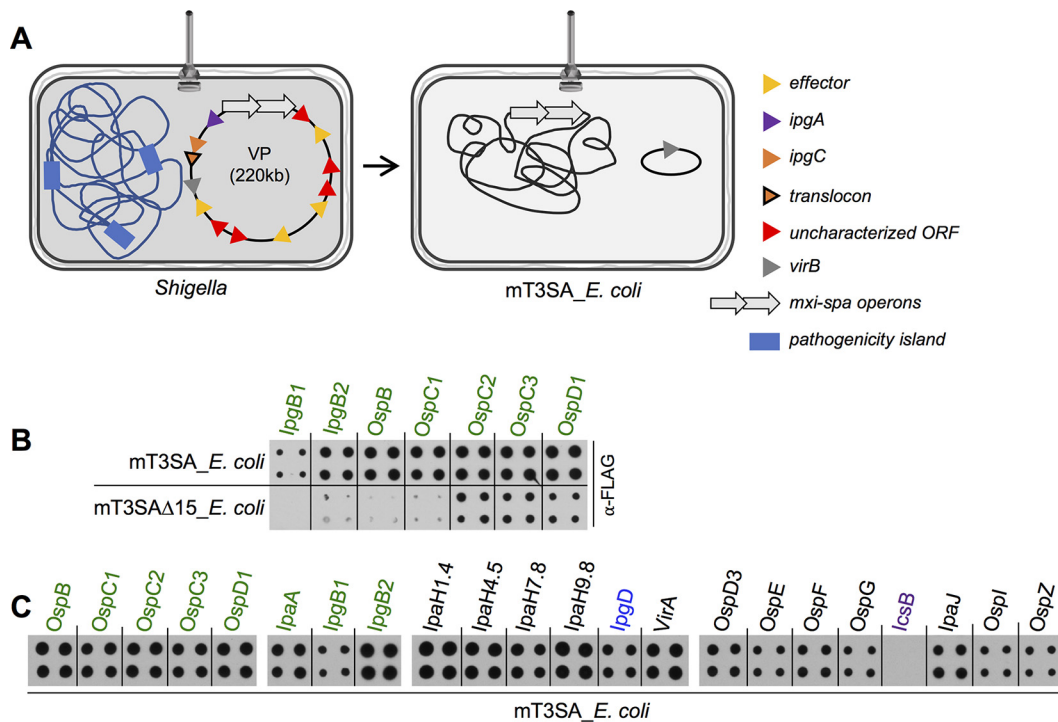 A
VP
(220kb)
Shigella
mT3SA_E. coli
effector
ipgA
ipgC
translocon
uncharacterized ORF
virB
mxi-spa operons
pathogenicity island
B
IpgB1 IpgB2 OspB OspC1 OspC2 OspC3 OspD1
mT3SA_E. coli
mT3SAΔ15_E. coli
α-FLAG
C
OspB OspC1 OspC2 OspC3 OspD1 IpaA IpgB1 IpgB2 IpaH1.4 IpaH4.5 IpaH7.8 IpaH9.8 IpgD VirA OspD3 OspE OspF OspG IcsB IpaJ OspI OspZ
mT3SA_E. coli